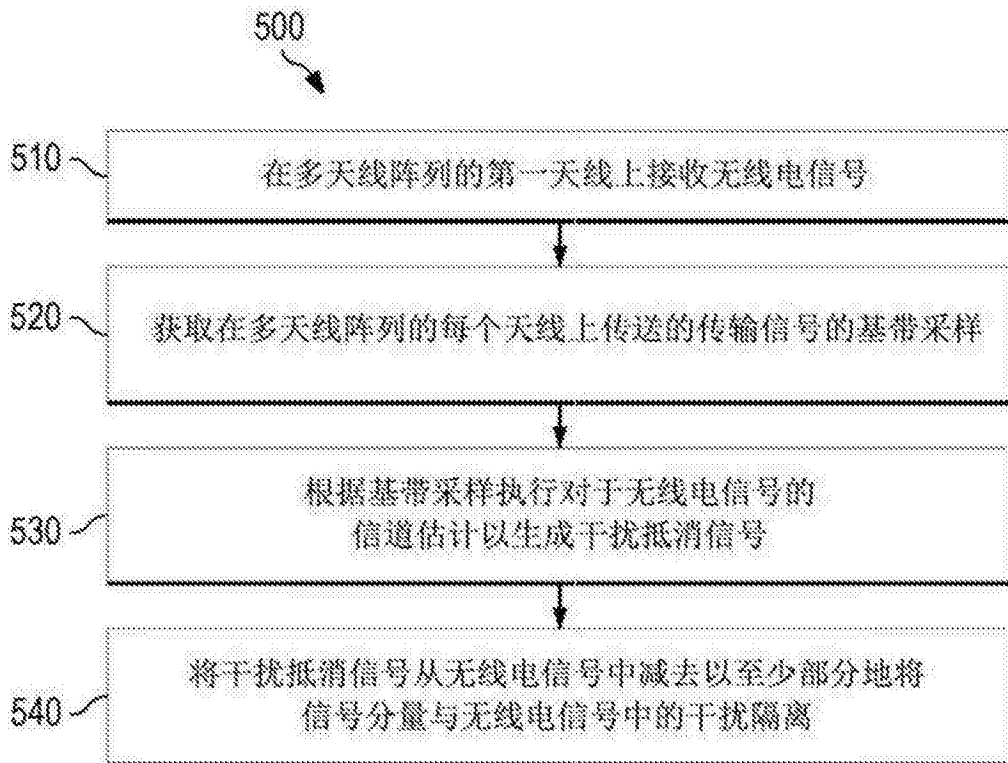 500
510
在多天线阵列的第一天线上接收无线电信号
520
获取在多天线阵列的每个天线上传送的传输信号的基带采样
530
根据基带采样执行对于无线电信号的
信道估计以生成干扰抵消信号
540
将干扰抵消信号从无线电信号中减去以至少部分地将
信号分量与无线电信号中的干扰隔离